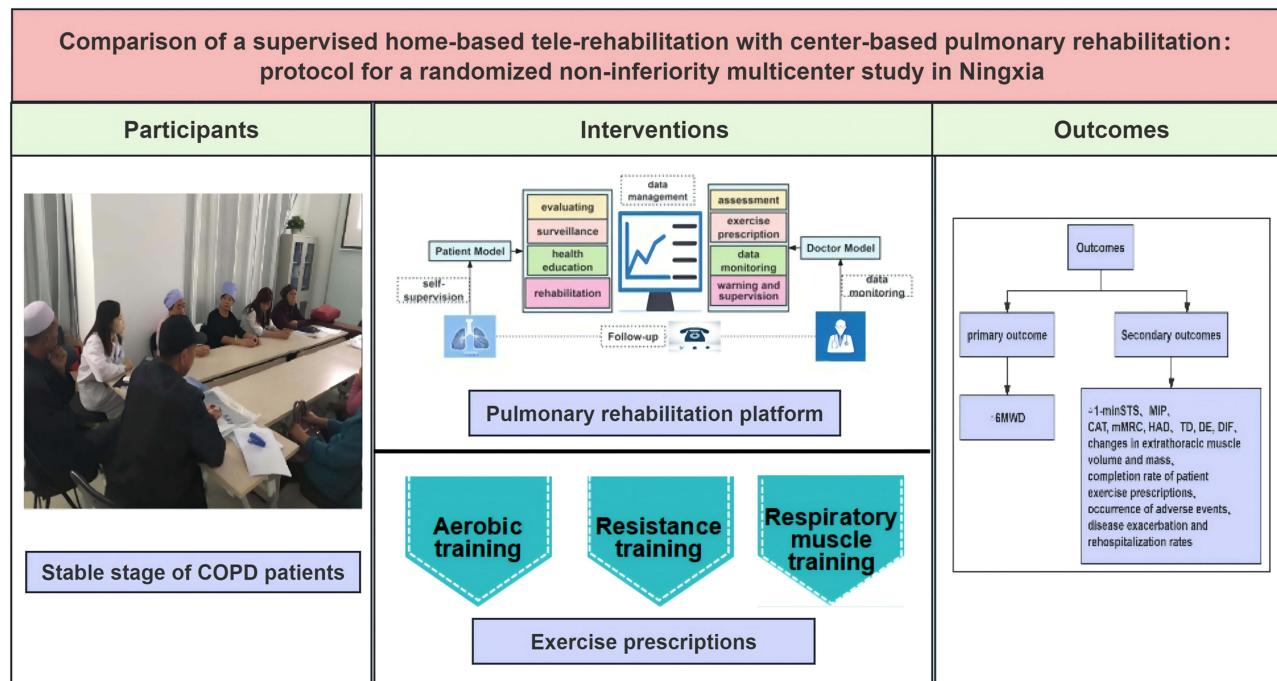 Comparison of a supervised home-based tele-rehabilitation with center-based pulmonary rehabilitation:
protocol for a randomized non-inferiority multicenter study in Ningxia
Participants
Interventions
Outcomes
Stable stage of COPD patients
data
management
evaluating
surveillance
health
education
rehabilitation
assessment
exercise
prescription
data
monitoring
warning and
supervision
Patient Model
Doctor Model
self-
supervision
data
monitoring
Follow-up
Pulmonary rehabilitation platform
Aerobic
training
Resistance
training
Respiratory
muscle
training
Exercise prescriptions
Outcomes
primary outcome
Secondary outcomes
6MWD
1-minSTS、MIP、
CAT, mMRC, HAD、TD, DE, DIF、
changes in extrathoracic muscle
volume and mass、
completion rate of patient
exercise prescriptions、
occurrence of adverse events、
disease exacerbation and
rehospitalization rates